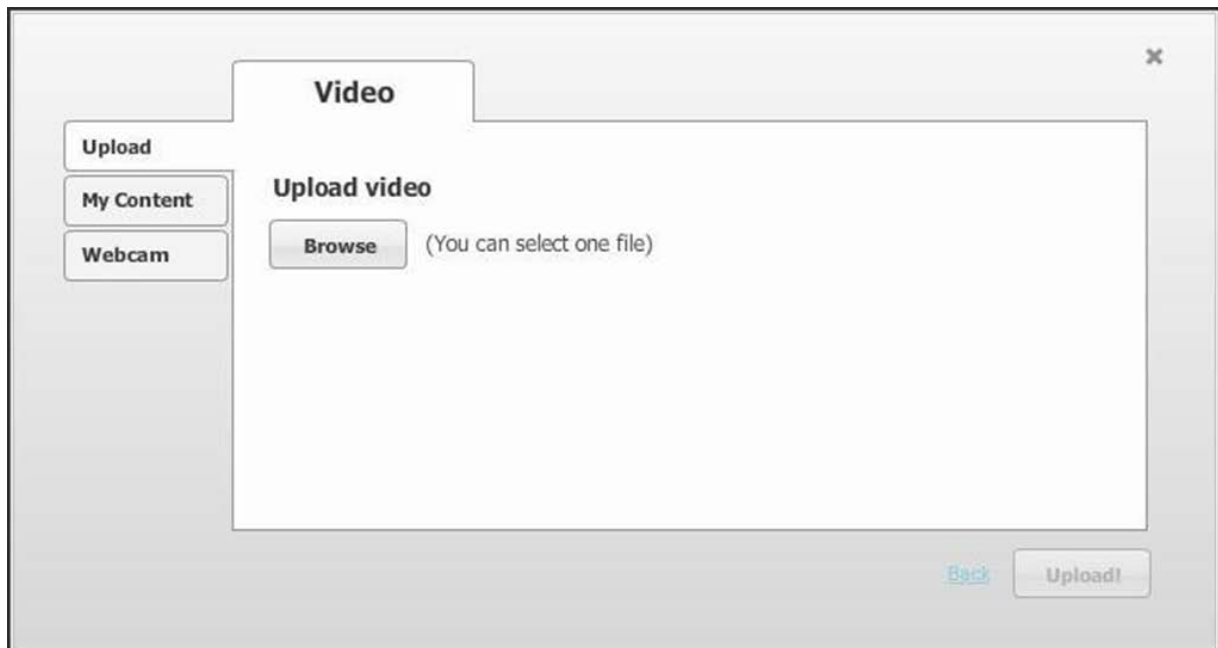 Video
Upload
My Content
Webcam
Upload video
Browse (You can select one file)
Back Upload!